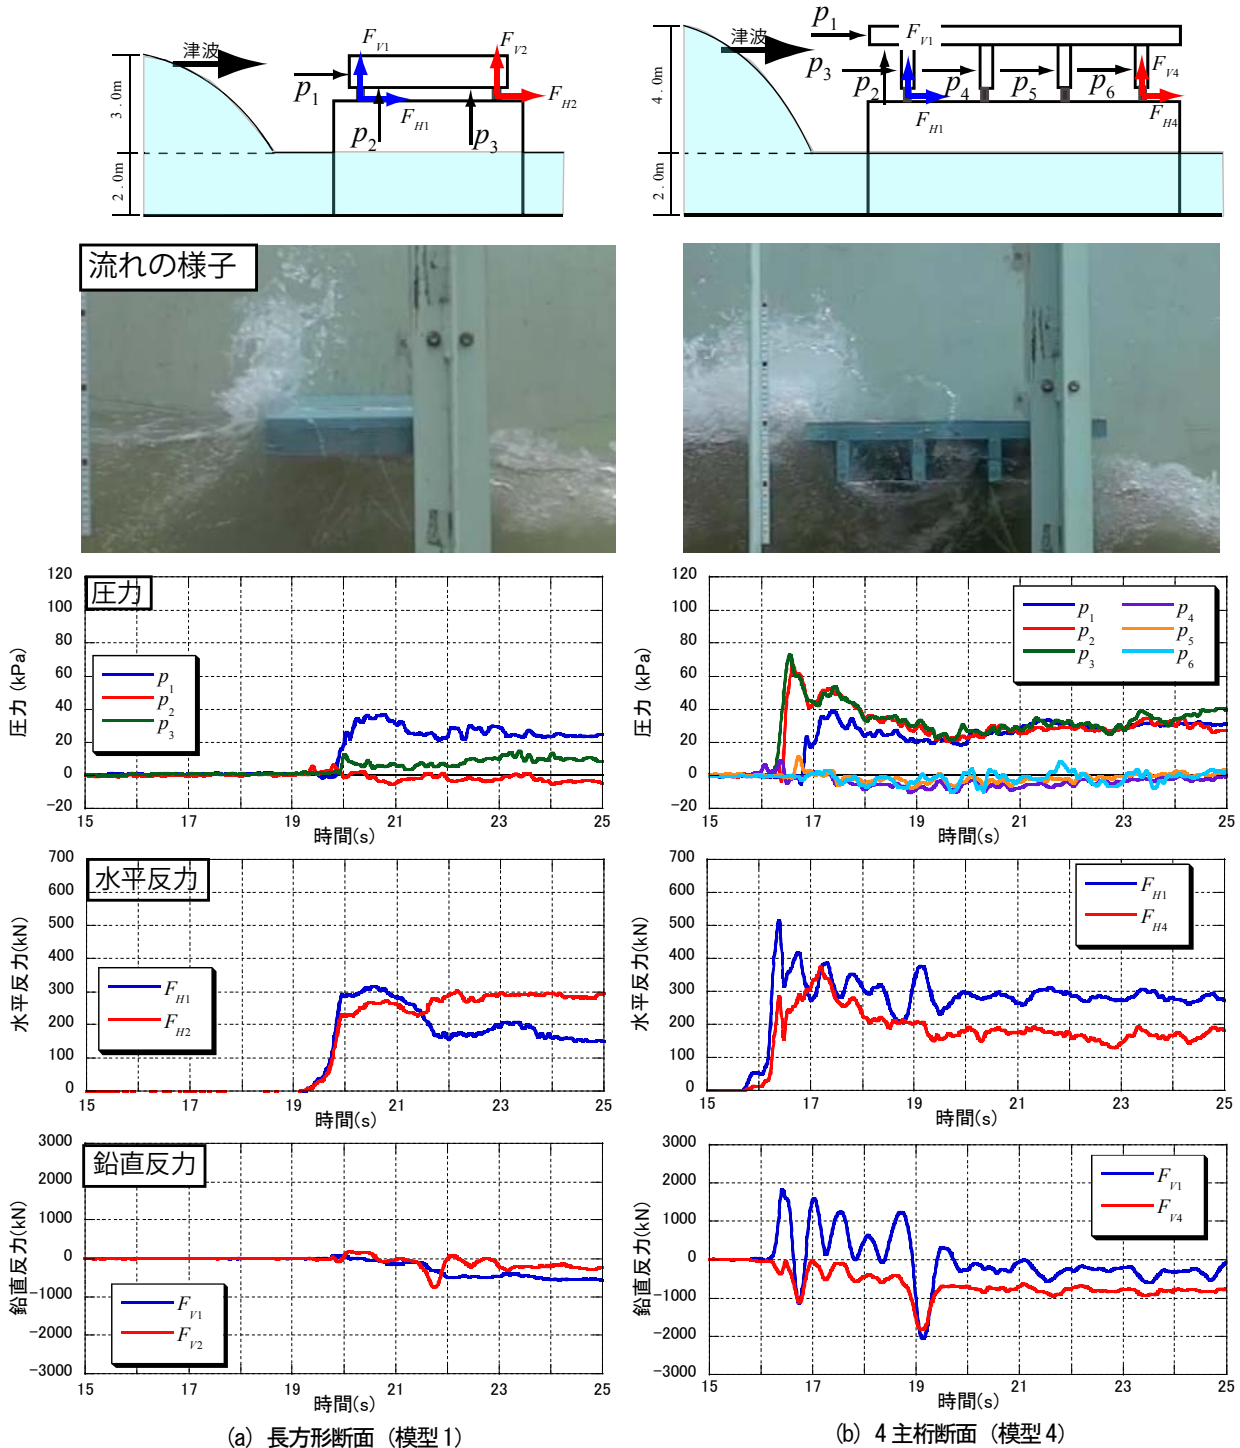 津波
F_V1
F_V2
p_1
F_H2
F_H1
p_2
p_3
3.0m
2.0m
p_1
津波
F_V1
p_3
p_2
p_4
p_5
p_6
F_V4
F_H1
F_H4
4.0m
2.0m
流れの様子
圧力
圧力 (kPa)
120
100
80
60
40
20
0
-20
p_1
p_2
p_3
15 17 19 21 23 25
時間(s)
圧力 (kPa)
120
100
80
60
40
20
0
-20
p_1 p_4
p_2 p_5
p_3 p_6
15 17 19 21 23 25
時間(s)
水平反力
水平反力(kN)
700
600
500
400
300
200
100
0
F_H1
F_H2
15 17 19 21 23 25
時間(s)
水平反力(kN)
700
600
500
400
300
200
100
0
F_H1
F_H4
15 17 19 21 23 25
時間(s)
鉛直反力
鉛直反力(kN)
3000
2000
1000
0
-1000
-2000
-3000
F_V1
F_V2
15 17 19 21 23 25
時間(s)
鉛直反力(kN)
3000
2000
1000
0
-1000
-2000
-3000
F_V1
F_V4
15 17 19 21 23 25
時間(s)
(a) 長方形断面 (模型1)
(b) 4主桁断面 (模型4)